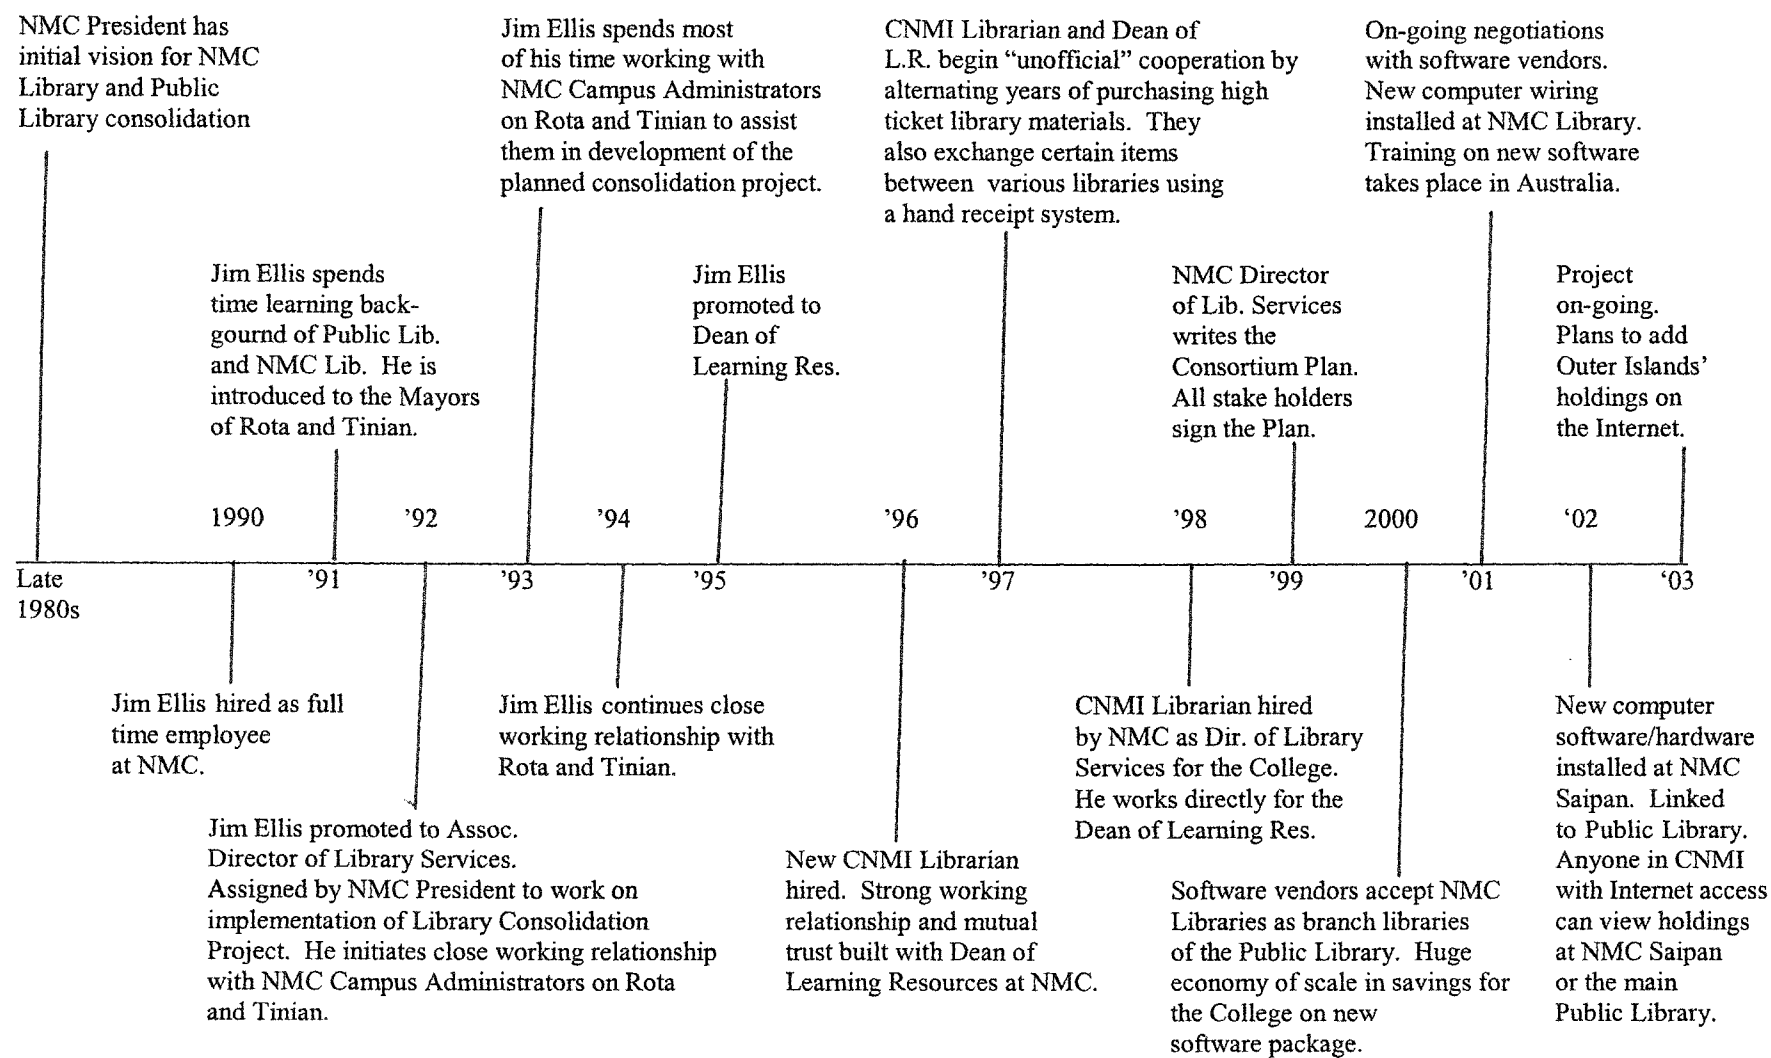 NMC President has
initial vision for NMC
Library and Public
Library consolidation
Jim Ellis spends most
of his time working with
NMC Campus Administrators
on Rota and Tinian to assist
them in development of the
planned consolidation project.
CNMI Librarian and Dean of
L.R. begin “unofficial” cooperation by
alternating years of purchasing high
ticket library materials. They
also exchange certain items
between various libraries using
a hand receipt system.
On-going negotiations
with software vendors.
New computer wiring
installed at NMC Library.
Training on new software
takes place in Australia.
Jim Ellis spends
time learning back-
gournd of Public Lib.
and NMC Lib. He is
introduced to the Mayors
of Rota and Tinian.
Jim Ellis
promoted to
Dean of
Learning Res.
NMC Director
of Lib. Services
writes the
Consortium Plan.
All stake holders
sign the Plan.
Project
on-going.
Plans to add
Outer Islands’
holdings on
the Internet.
1990 ’92 ’94 ’96 ’98 2000 ‘02
Late
1980s
’91 ’93 ’95 ’97 ’99 ’01 ‘03
Jim Ellis hired as full
time employee
at NMC.
Jim Ellis promoted to Assoc.
Director of Library Services.
Assigned by NMC President to work on
implementation of Library Consolidation
Project. He initiates close working relationship
with NMC Campus Administrators on Rota
and Tinian.
Jim Ellis continues close
working relationship with
Rota and Tinian.
New CNMI Librarian
hired. Strong working
relationship and mutual
trust built with Dean of
Learning Resources at NMC.
CNMI Librarian hired
by NMC as Dir. of Library
Services for the College.
He works directly for the
Dean of Learning Res.
Software vendors accept NMC
Libraries as branch libraries
of the Public Library. Huge
economy of scale in savings for
the College on new
software package.
New computer
software/hardware
installed at NMC
Saipan. Linked
to Public Library.
Anyone in CNMI
with Internet access
can view holdings
at NMC Saipan
or the main
Public Library.